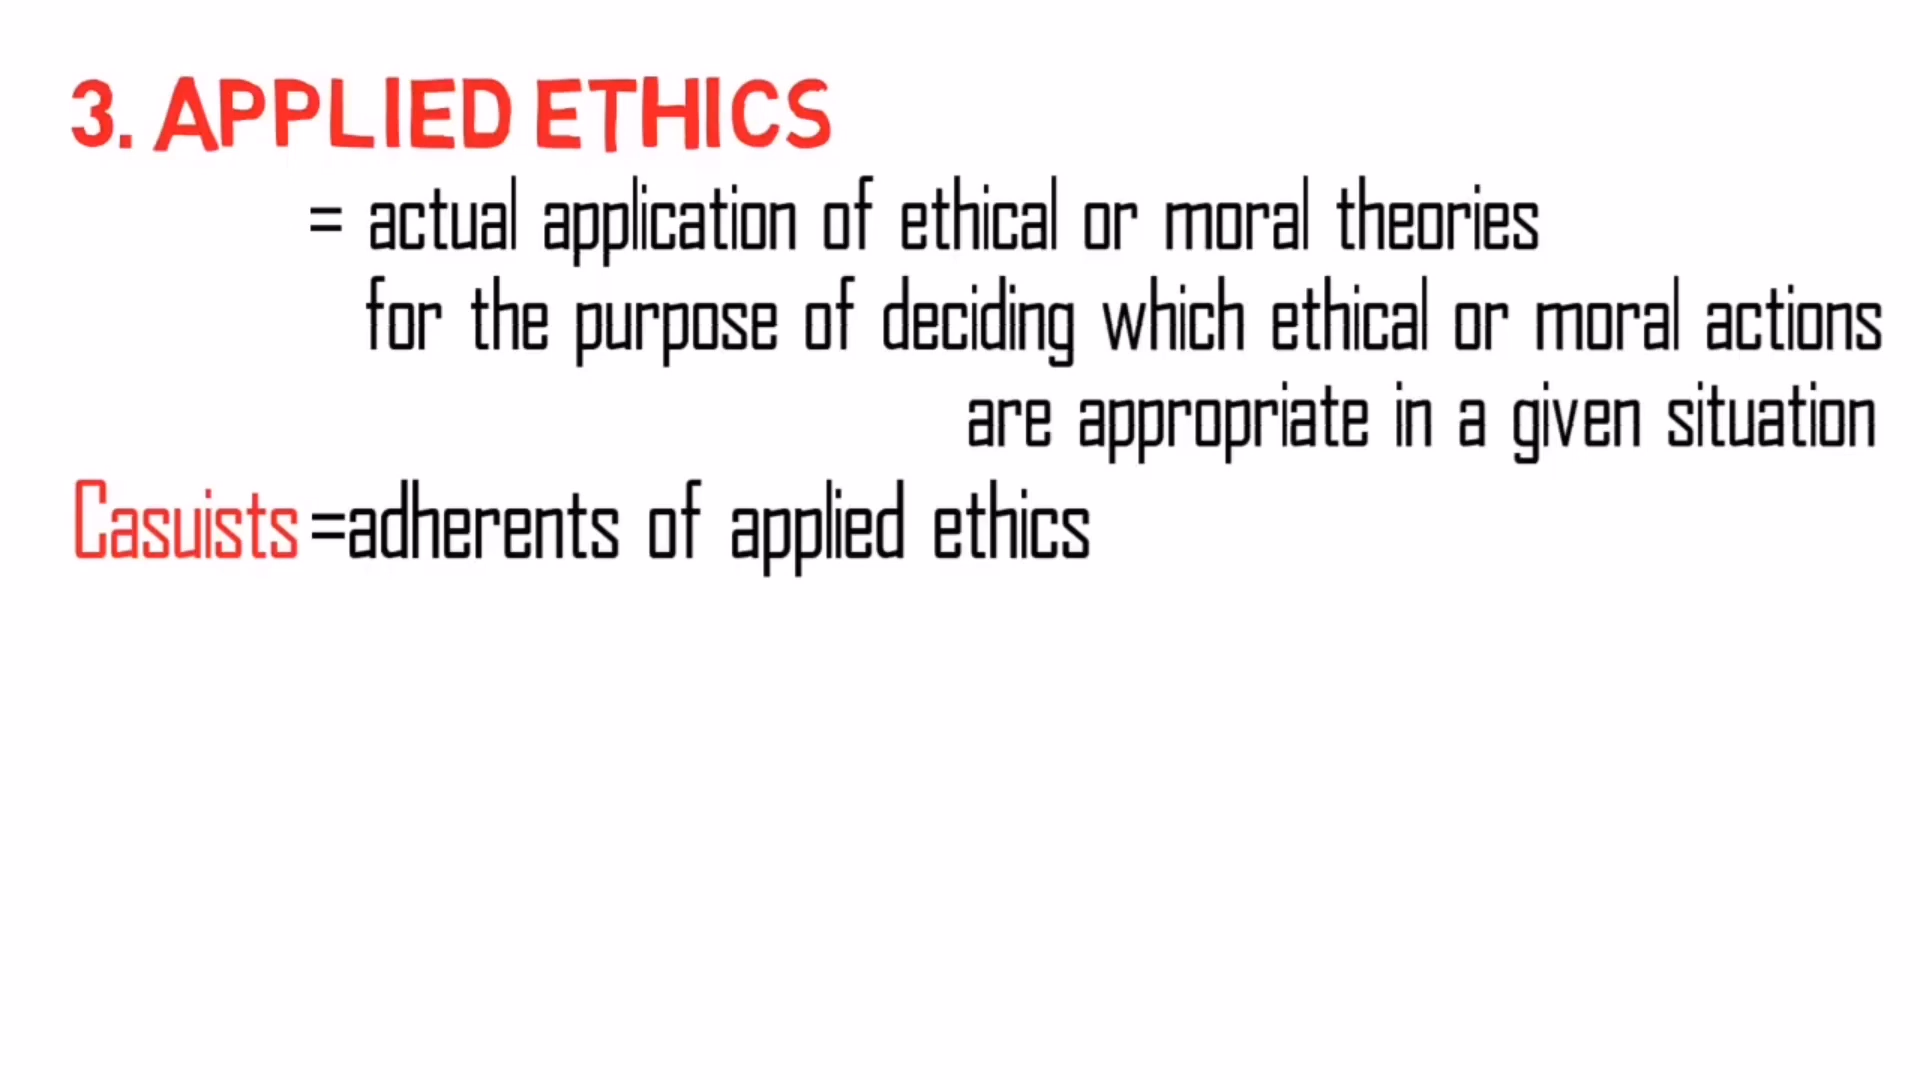 3. APPLIED ETHICS
= actual application of ethical or moral theories
for the purpose of deciding which ethical or moral actions
are appropriate in a given situation
Casuists =adherents of applied ethics